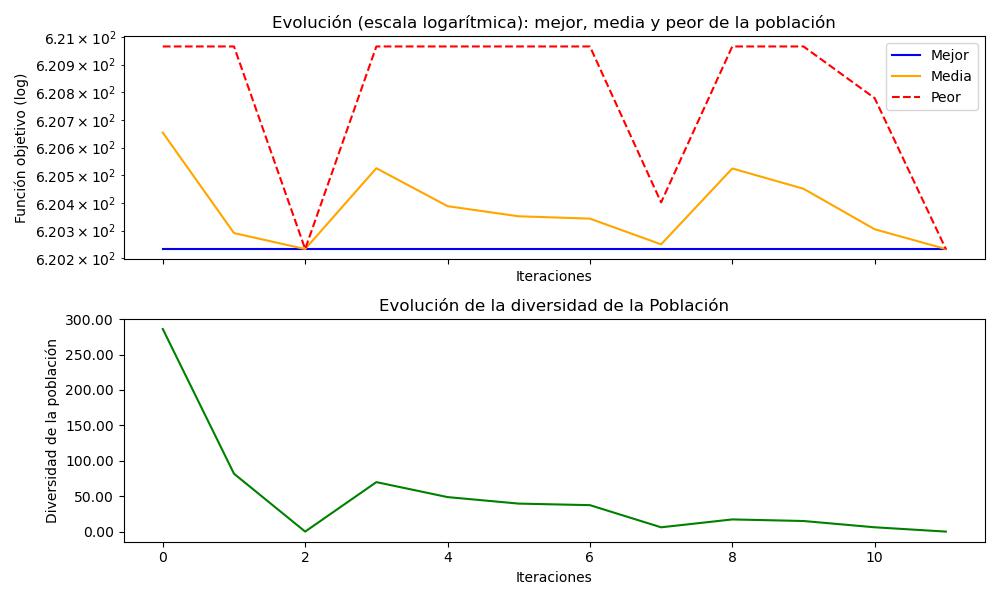 Evolución (escala logarítmica): mejor, media y peor de la población
Función objetivo (log)
6.21 × 10²
6.209 × 10²
6.208 × 10²
6.207 × 10²
6.206 × 10²
6.205 × 10²
6.204 × 10²
6.203 × 10²
6.202 × 10²
Mejor
Media
Peor
Iteraciones
Evolución de la diversidad de la Población
Diversidad de la población
300.00
250.00
200.00
150.00
100.00
50.00
0.00
0 2 4 6 8 10
Iteraciones